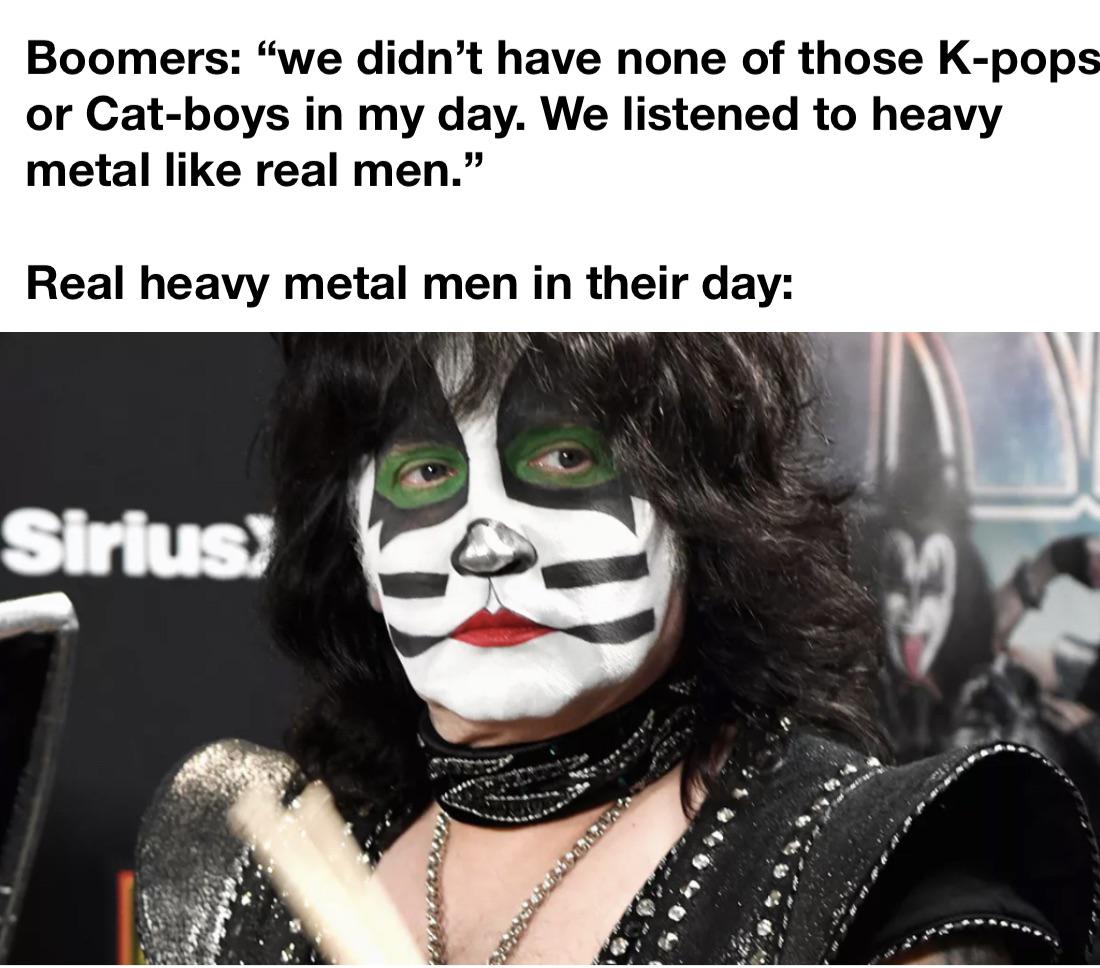 Boomers: “we didn’t have none of those K-pops
or Cat-boys in my day. We listened to heavy
metal like real men.”
Real heavy metal men in their day:
SiriusX